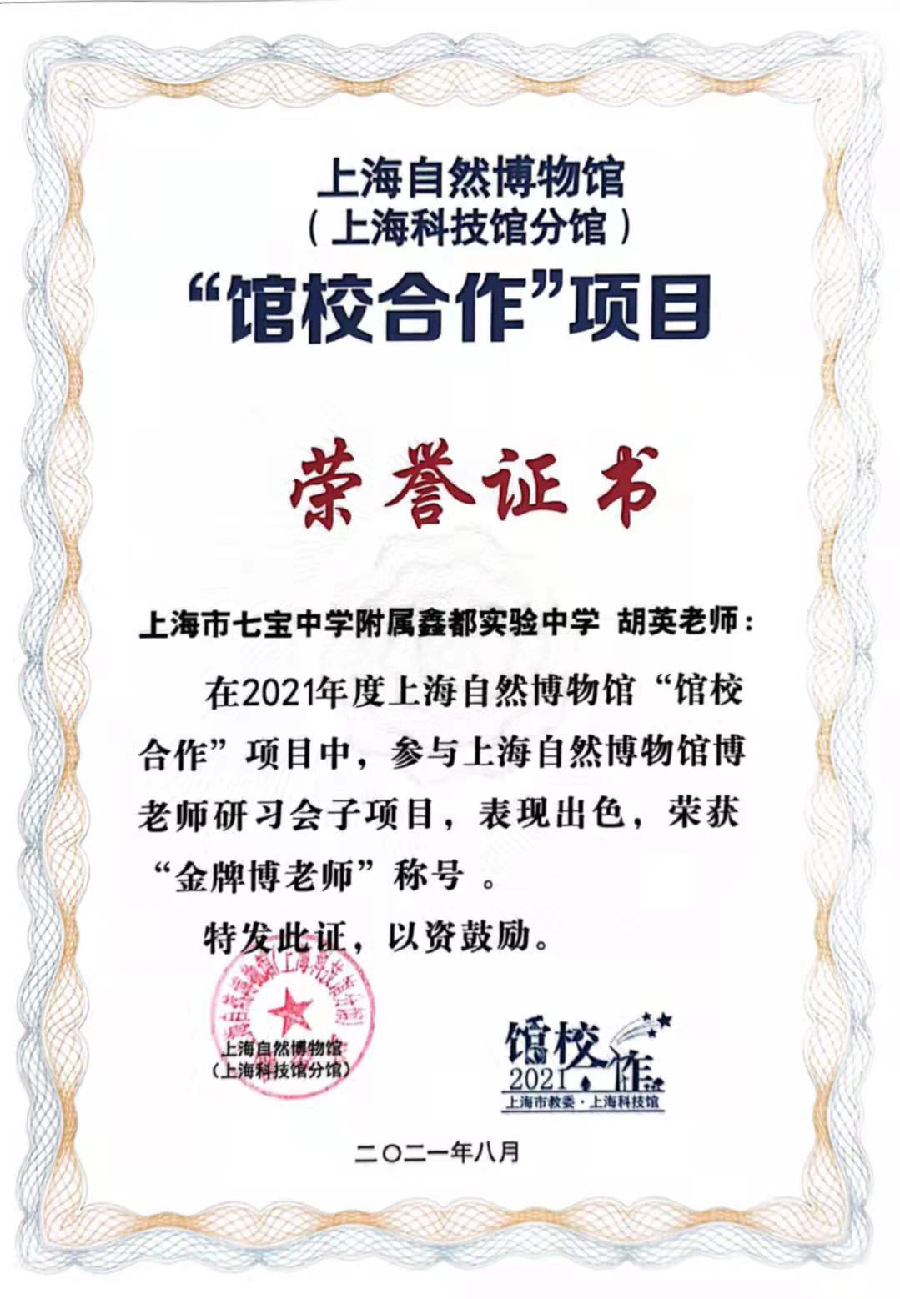 上海自然博物馆
（上海科技馆分馆）
“馆校合作”项目
荣誉证书
上海市七宝中学附属鑫都实验中学 胡英老师：
在2021年度上海自然博物馆“馆校
合作”项目中，参与上海自然博物馆博
老师研习会子项目，表现出色，荣获
“金牌博老师”称号 。
特发此证，以资鼓励。
上海自然博物馆
（上海科技馆分馆）
馆校
2021 作
上海市教委·上海科技馆
二〇二一年八月